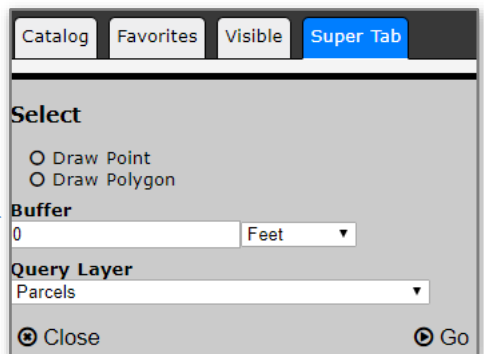 Catalog Favorites Visible Super Tab
Select
Draw Point
Draw Polygon
Buffer
0 Feet
Query Layer
Parcels
Close Go